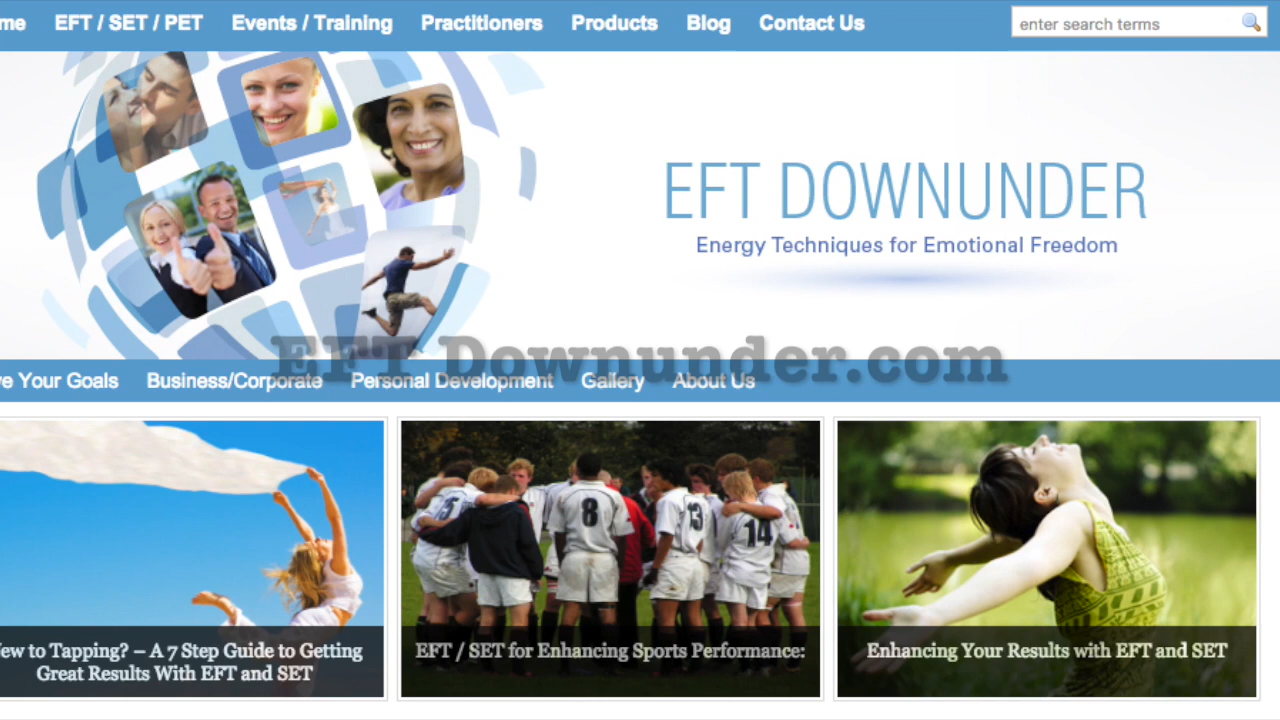 me EFT / SET / PET Events / Training Practitioners Products Blog Contact Us enter search terms
EFT DOWNUNDER
Energy Techniques for Emotional Freedom
EFT Downunder.com
ve Your Goals Business/Corporate Personal Development Gallery About Us
5 8 13 14
ew to Tapping? – A 7 Step Guide to Getting
Great Results With EFT and SET
EFT / SET for Enhancing Sports Performance:
Enhancing Your Results with EFT and SET